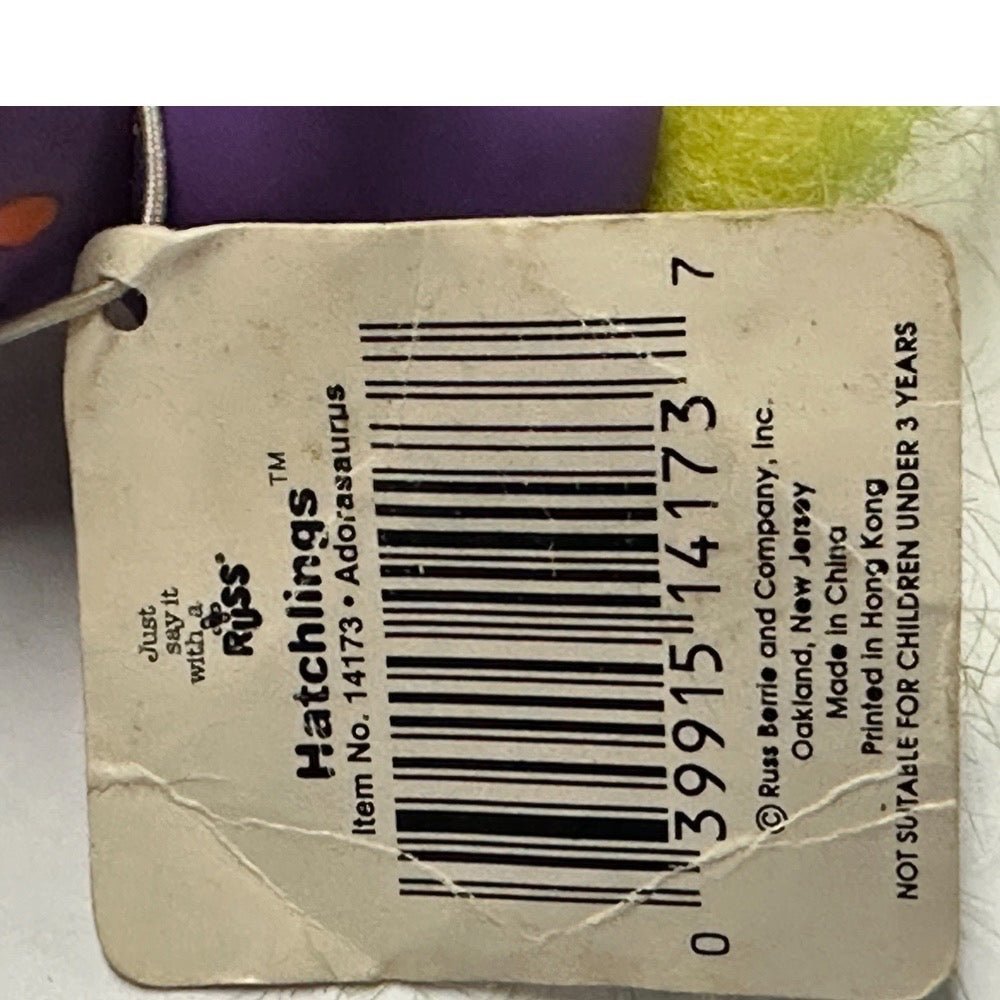 Just
say it
with a
RUSS®
Hatchlings™
Item No. 14173 • Adorasaurus
0 39915 14173 7
© Russ Berrie and Company, Inc.
Oakland, New Jersey
Made in China
Printed in Hong Kong
NOT SUITABLE FOR CHILDREN UNDER 3 YEARS